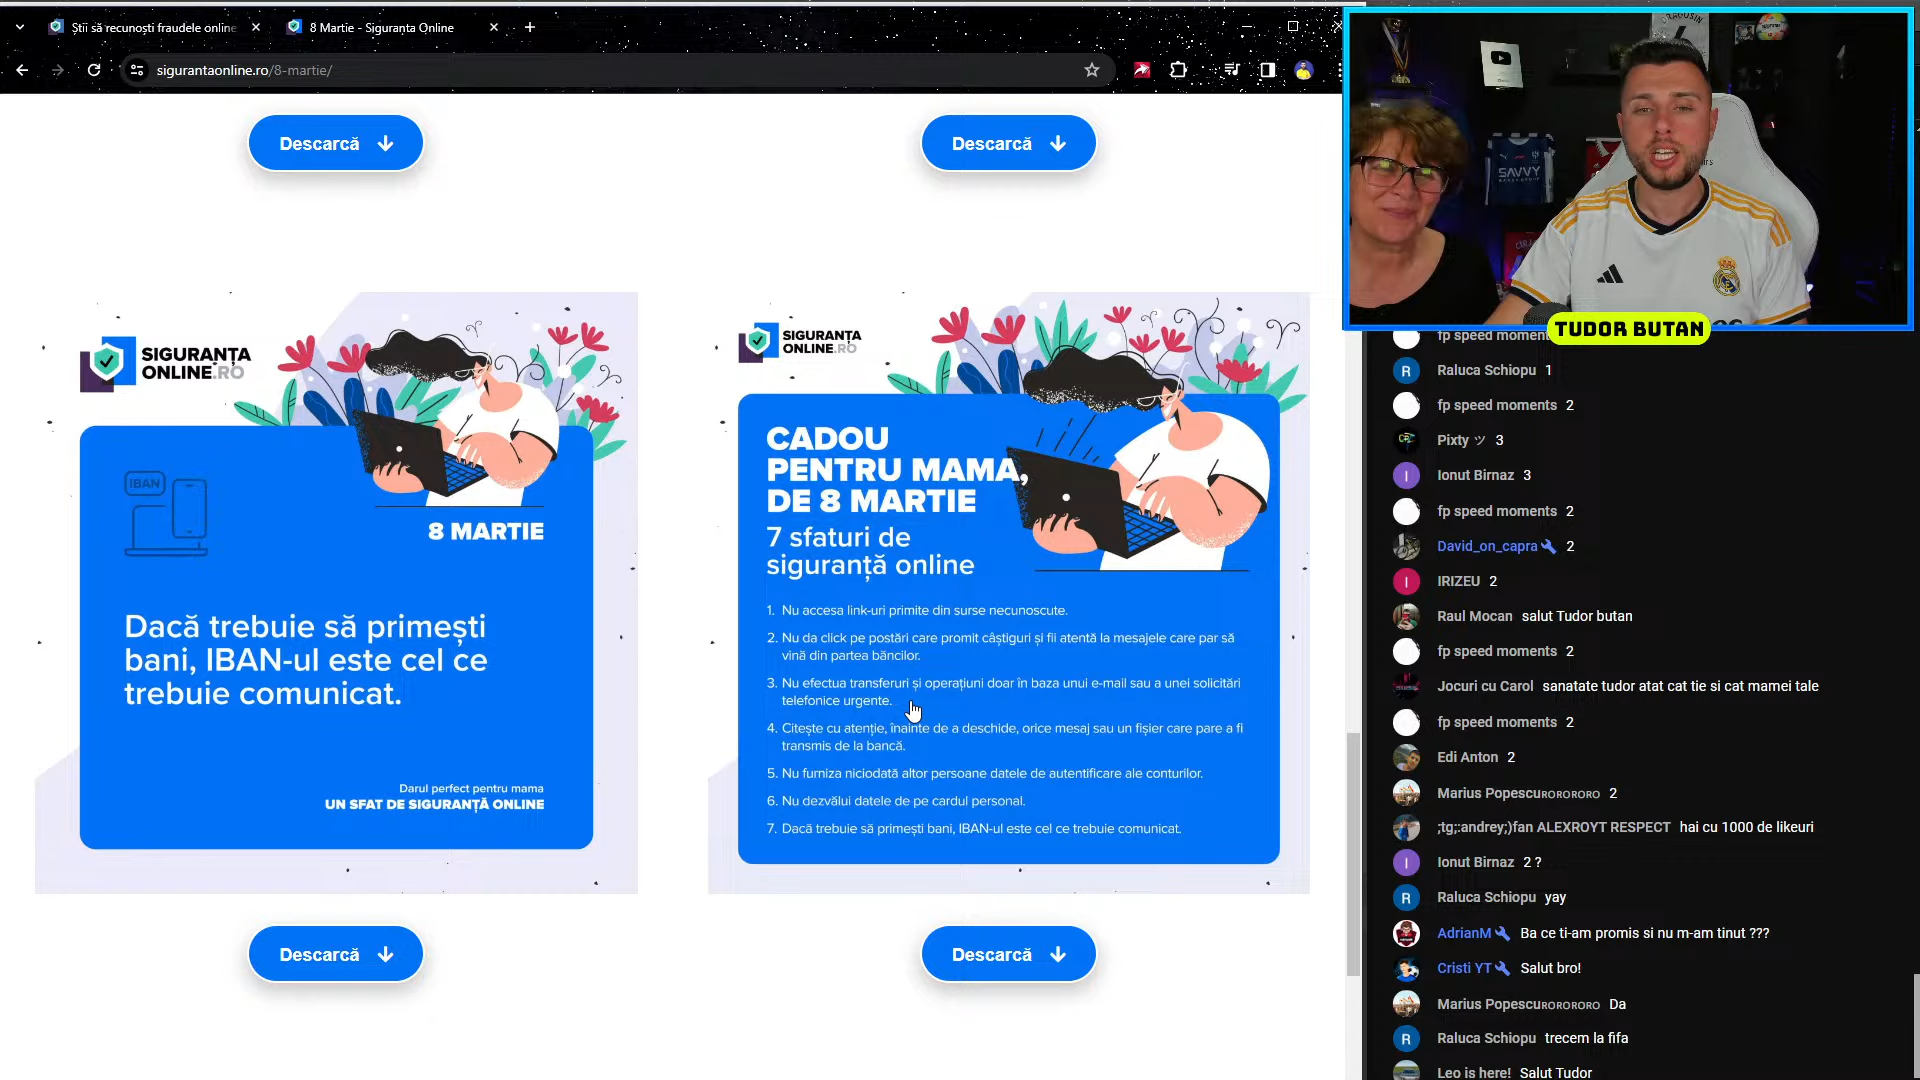 Știi să recunoști fraudele online
8 Martie - Siguranta Online
sigurantaonline.ro/8-martie/
Descarcă
Descarcă
SIGURANȚA
ONLINE.RO
IBAN
8 MARTIE
Dacă trebuie să primești
bani, IBAN-ul este cel ce
trebuie comunicat.
Darul perfect pentru mama
UN SFAT DE SIGURANȚĂ ONLINE
SIGURANȚA
ONLINE.RO
CADOU
PENTRU MAMA,
DE 8 MARTIE
7 sfaturi de
siguranță online
1. Nu accesa link-uri primite din surse necunoscute.
2. Nu da click pe postări care promit câștiguri și fii atentă la mesajele care par să
vină din partea băncilor.
3. Nu efectua transferuri și operațiuni doar în baza unui e-mail sau a unei solicitări
telefonice urgente.
4. Citește cu atenție, înainte de a deschide, orice mesaj sau un fișier care pare a fi
transmis de la bancă.
5. Nu furniza niciodată altor persoane datele de autentificare ale conturilor.
6. Nu dezvălui datele de pe cardul personal.
7. Dacă trebuie să primești bani, IBAN-ul este cel ce trebuie comunicat.
Descarcă
Descarcă
DRAGUSIN
SAVVY
TUDOR BUTAN
fp speed moment
R Raluca Schiopu 1
fp speed moments 2
Pixty ツ 3
I Ionut Birnaz 3
fp speed moments 2
David_on_capra 2
I IRIZEU 2
Raul Mocan salut Tudor butan
fp speed moments 2
Jocuri cu Carol sanatate tudor atat cat tie si cat mamei tale
fp speed moments 2
Edi Anton 2
Marius Popescuʀᴏʀᴏʀᴏʀᴏ 2
;tg;:andrey;)fan ALEXROYT RESPECT hai cu 1000 de likeuri
I Ionut Birnaz 2 ?
R Raluca Schiopu yay
AdrianM Ba ce ti-am promis si nu m-am tinut ???
Cristi YT Salut bro!
Marius Popescuʀᴏʀᴏʀᴏʀᴏ Da
R Raluca Schiopu trecem la fifa
Leo is here! Salut Tudor